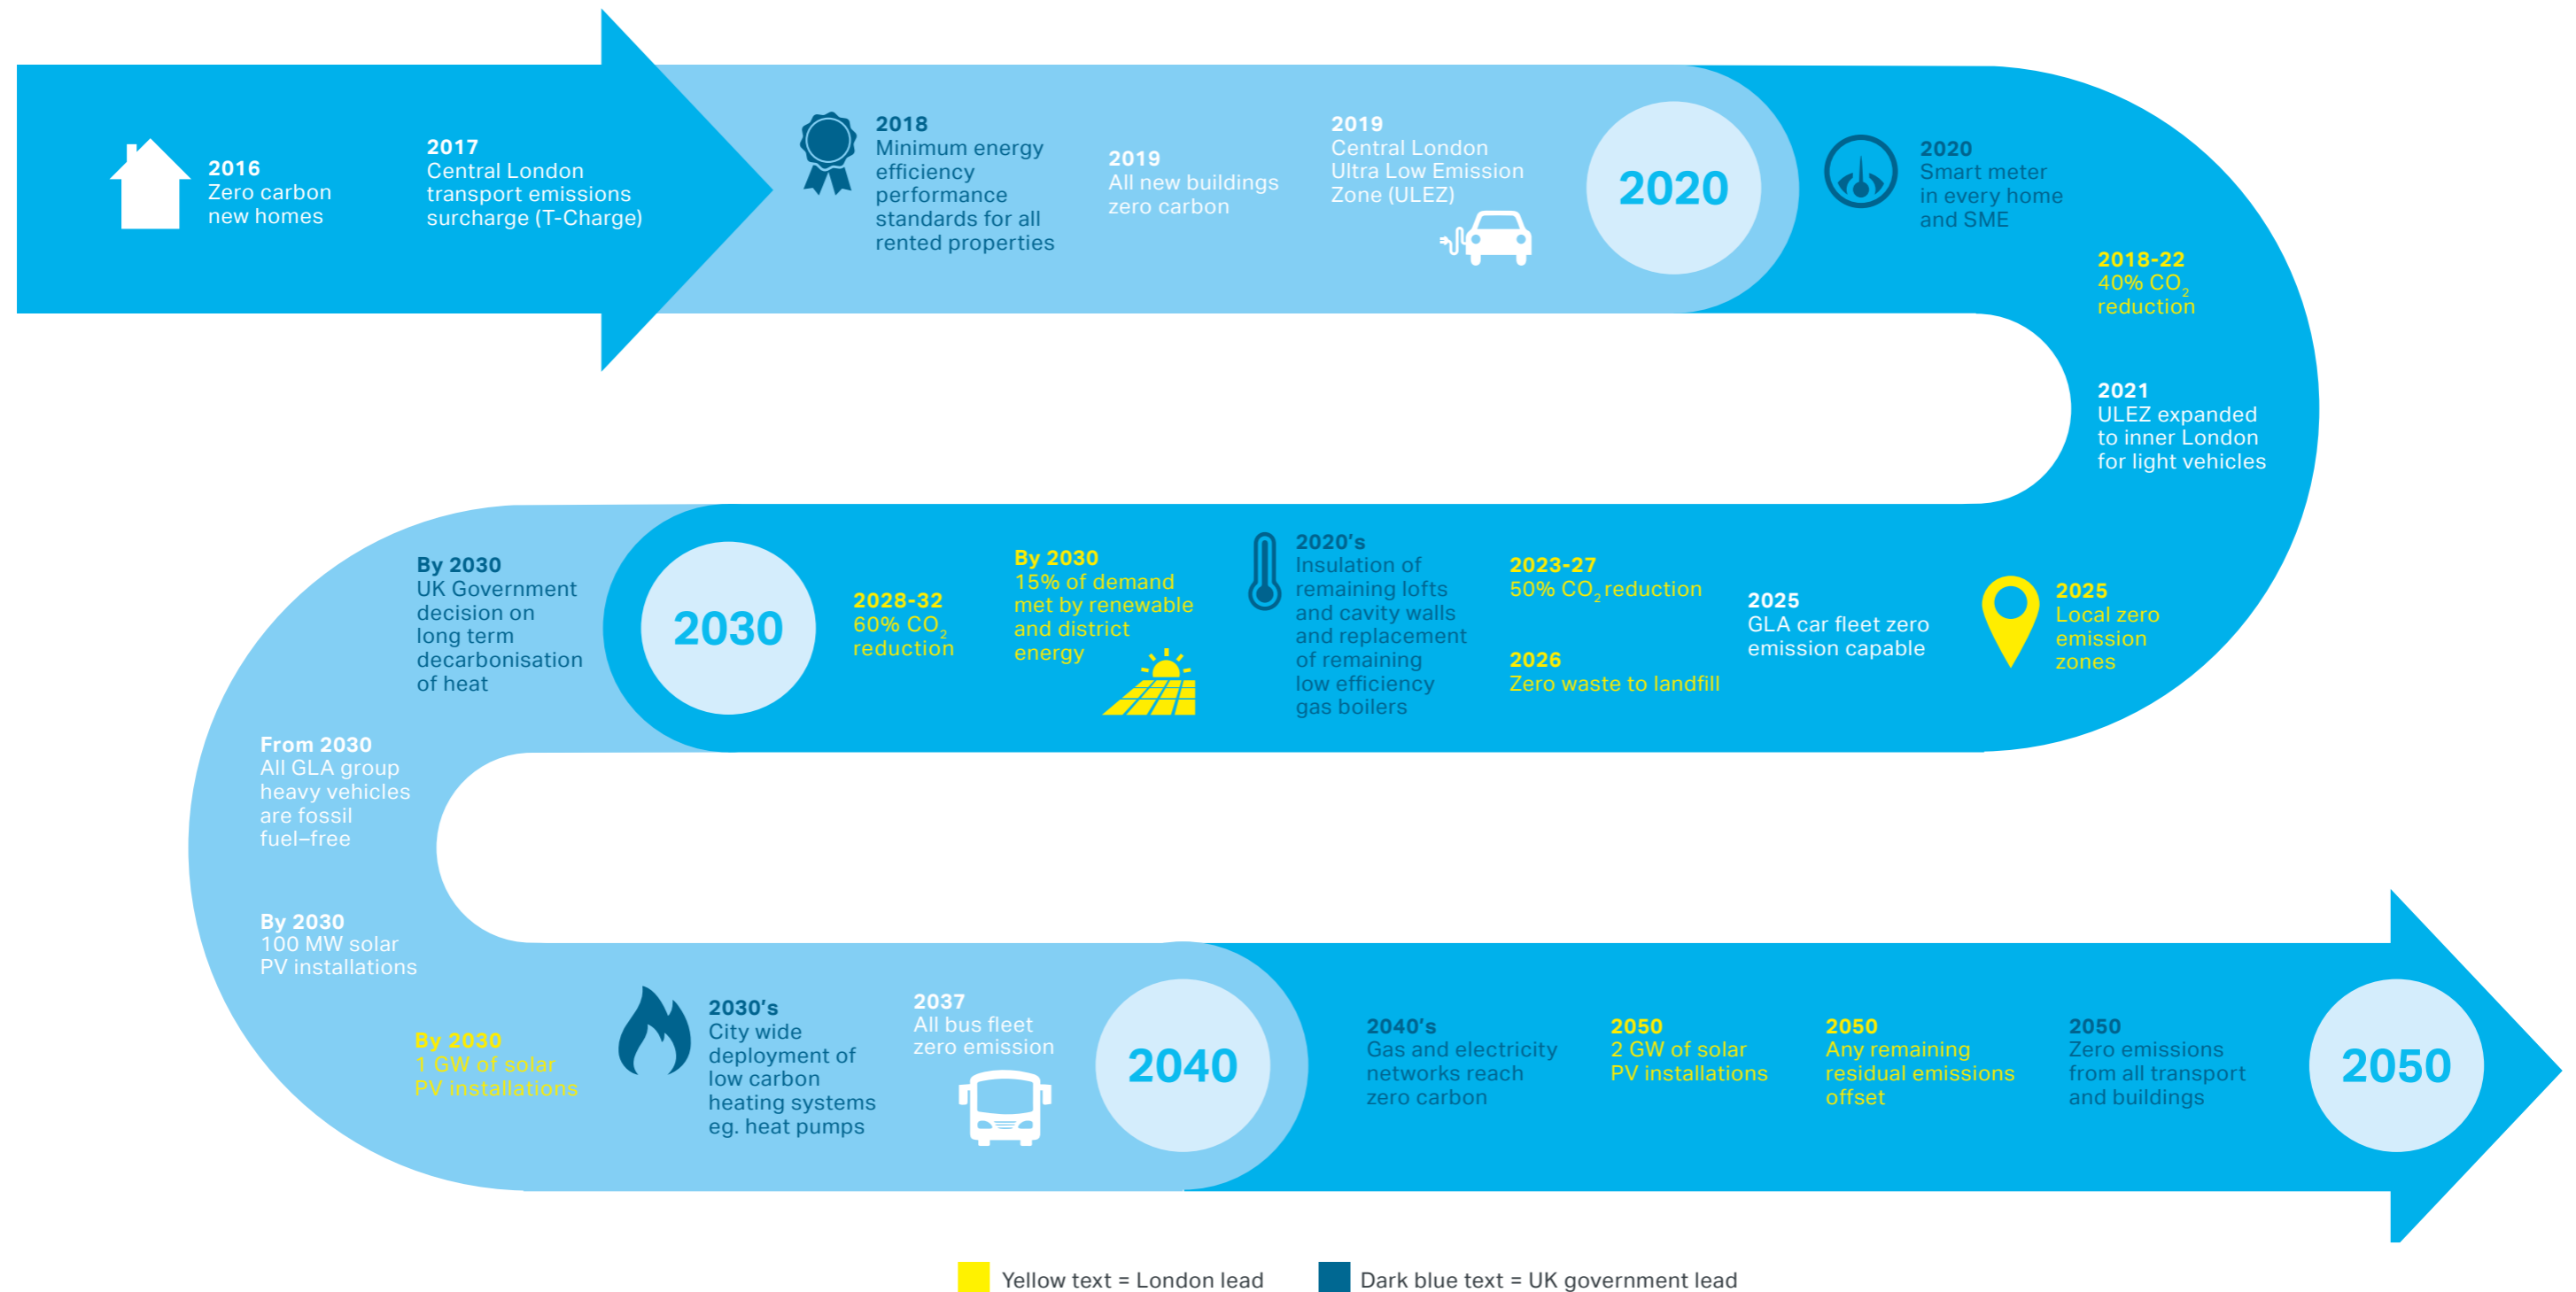 2016
Zero carbon
new homes
2017
Central London
transport emissions
surcharge (T-Charge)
2018
Minimum energy
efficiency
performance
standards for all
rented properties
2019
All new buildings
zero carbon
2019
Central London
Ultra Low Emission
Zone (ULEZ)
2020
2020
Smart meter
in every home
and SME
2018-22
40% CO₂
reduction
2021
ULEZ expanded
to inner London
for light vehicles
2025
Local zero
emission
zones
2025
GLA car fleet zero
emission capable
2023-27
50% CO₂ reduction
2026
Zero waste to landfill
2020's
Insulation of
remaining lofts
and cavity walls
and replacement
of remaining
low efficiency
gas boilers
By 2030
15% of demand
met by renewable
and district
energy
2028-32
60% CO₂
reduction
2030
By 2030
UK Government
decision on
long term
decarbonisation
of heat
From 2030
All GLA group
heavy vehicles
are fossil
fuel–free
By 2030
100 MW solar
PV installations
By 2030
1 GW of solar
PV installations
2030's
City wide
deployment of
low carbon
heating systems
eg. heat pumps
2037
All bus fleet
zero emission
2040
2040's
Gas and electricity
networks reach
zero carbon
2050
2 GW of solar
PV installations
2050
Any remaining
residual emissions
offset
2050
Zero emissions
from all transport
and buildings
2050
Yellow text = London lead
Dark blue text = UK government lead